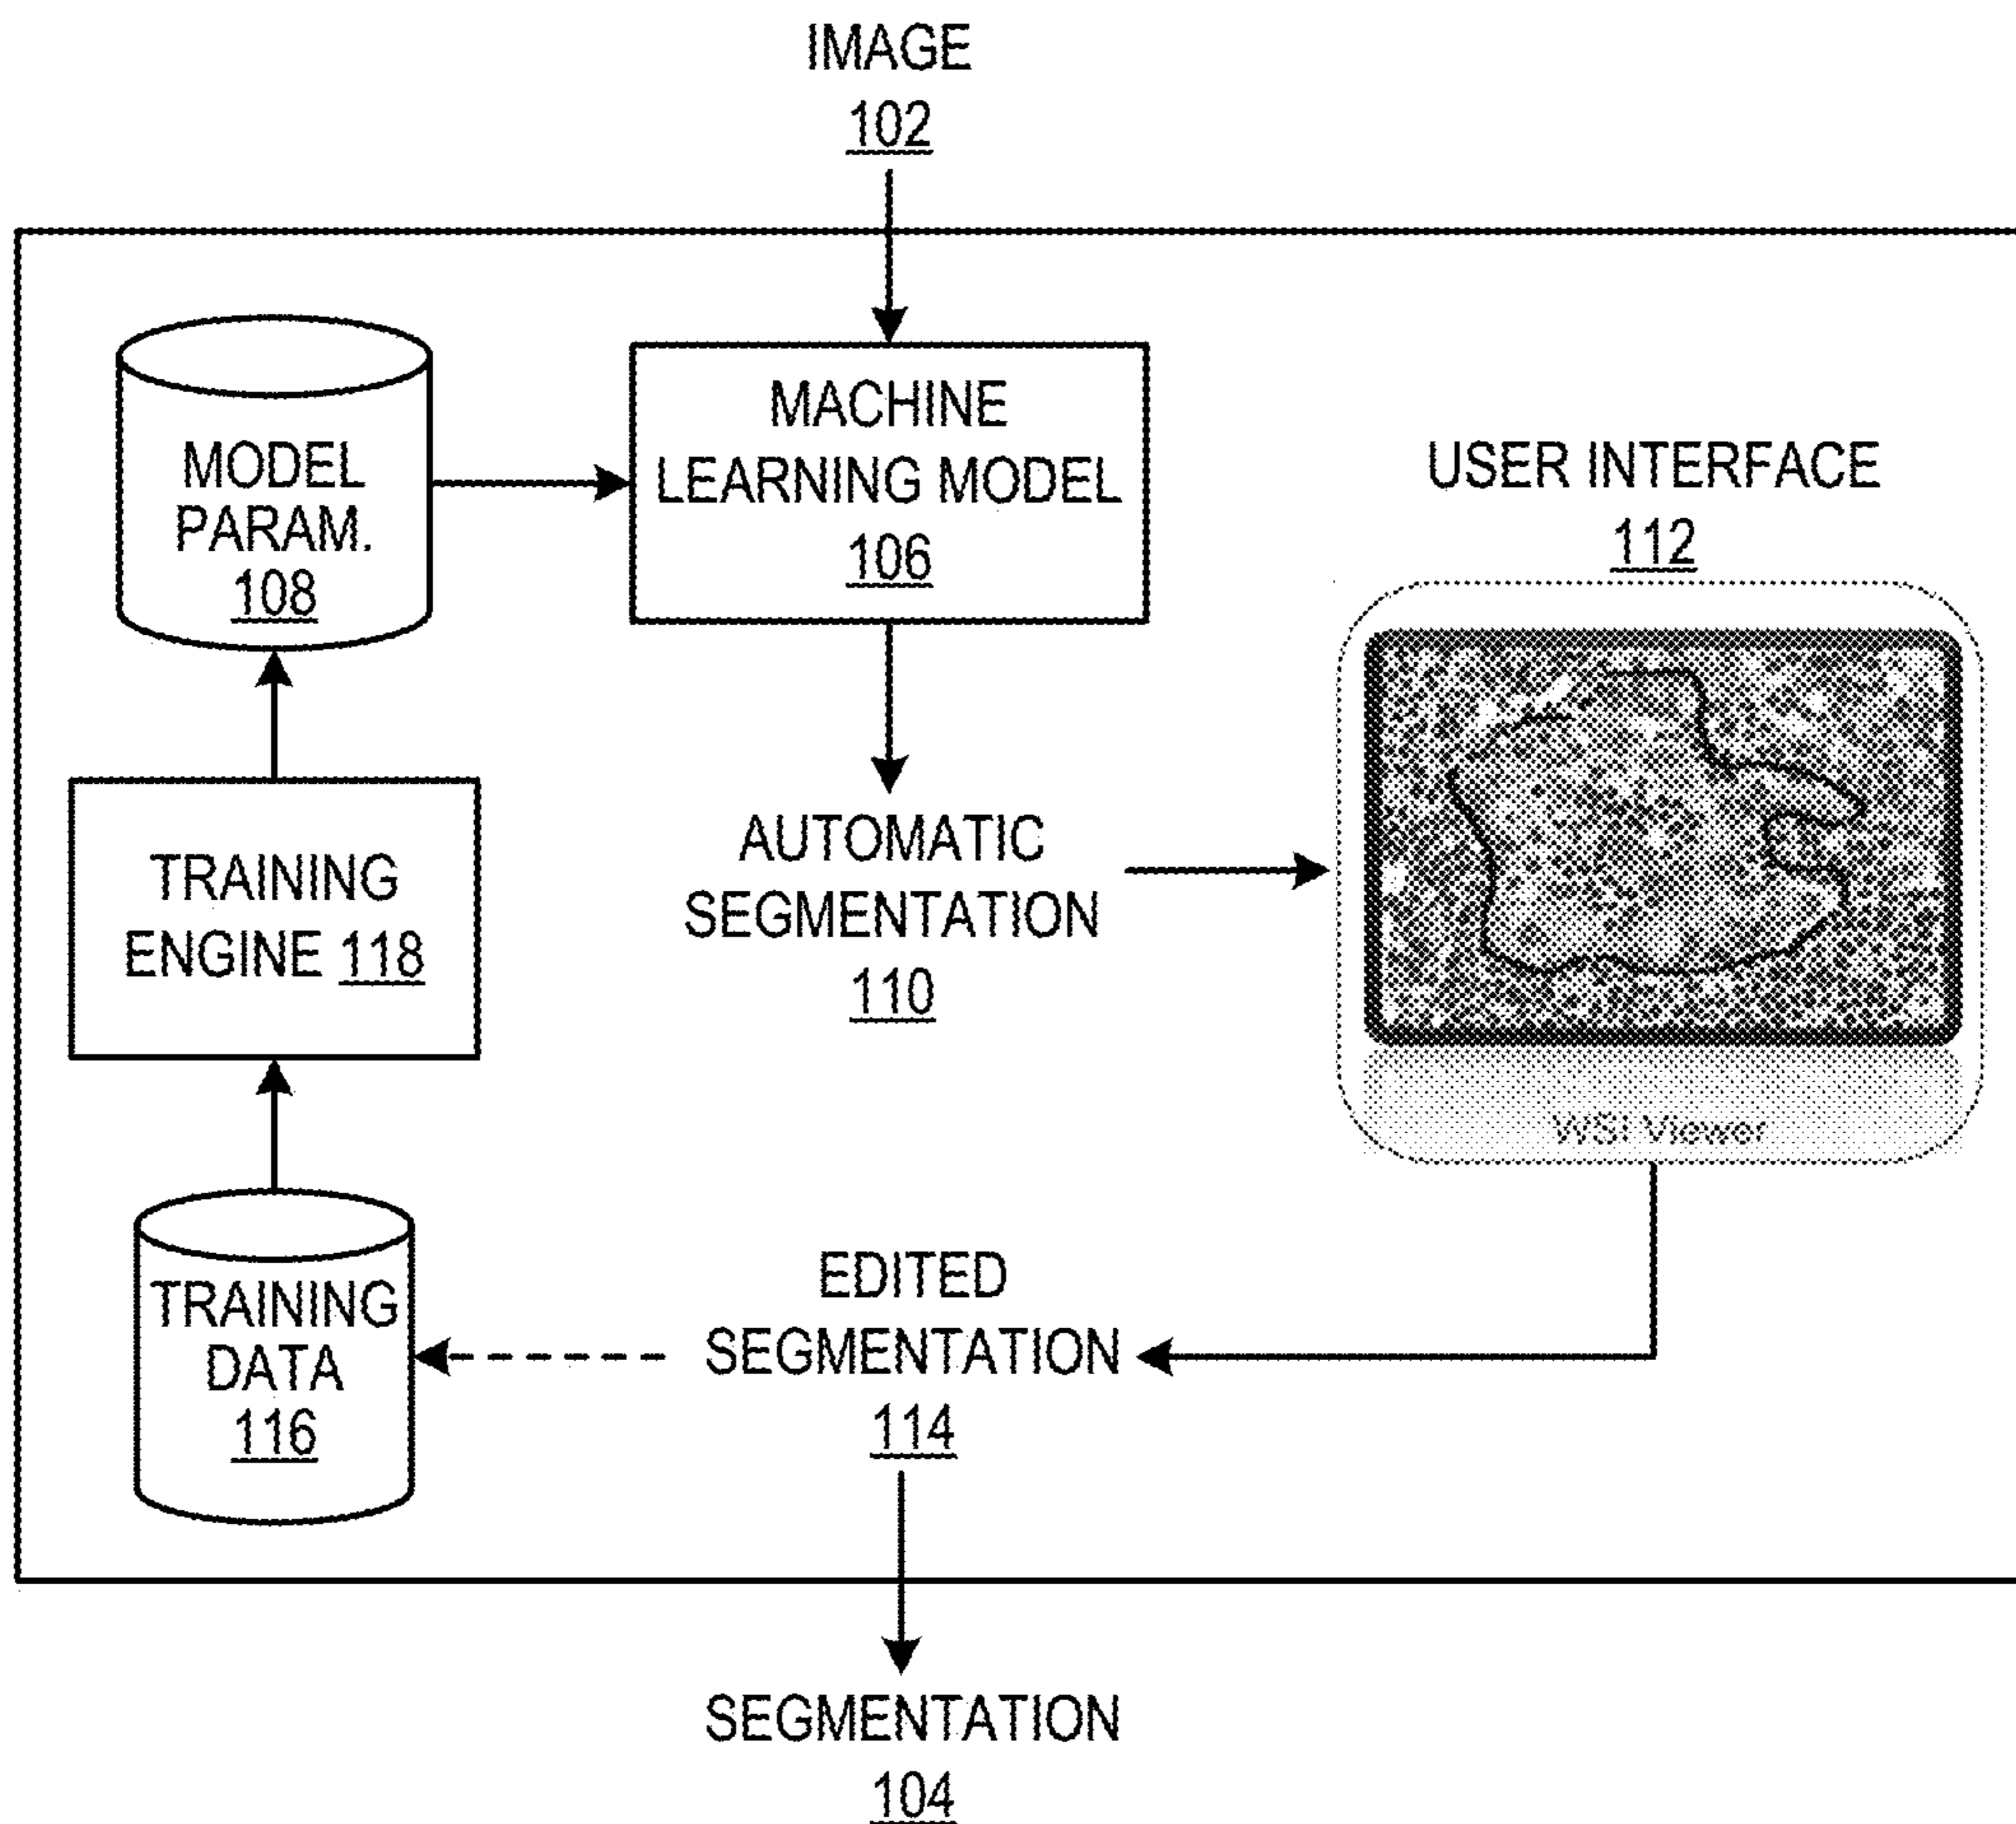 IMAGE
102
MODEL
PARAM.
108
MACHINE
LEARNING MODEL
106
USER INTERFACE
112
TRAINING
ENGINE 118
AUTOMATIC
SEGMENTATION
110
WSI Viewer
TRAINING
DATA
116
EDITED
SEGMENTATION
114
SEGMENTATION
104